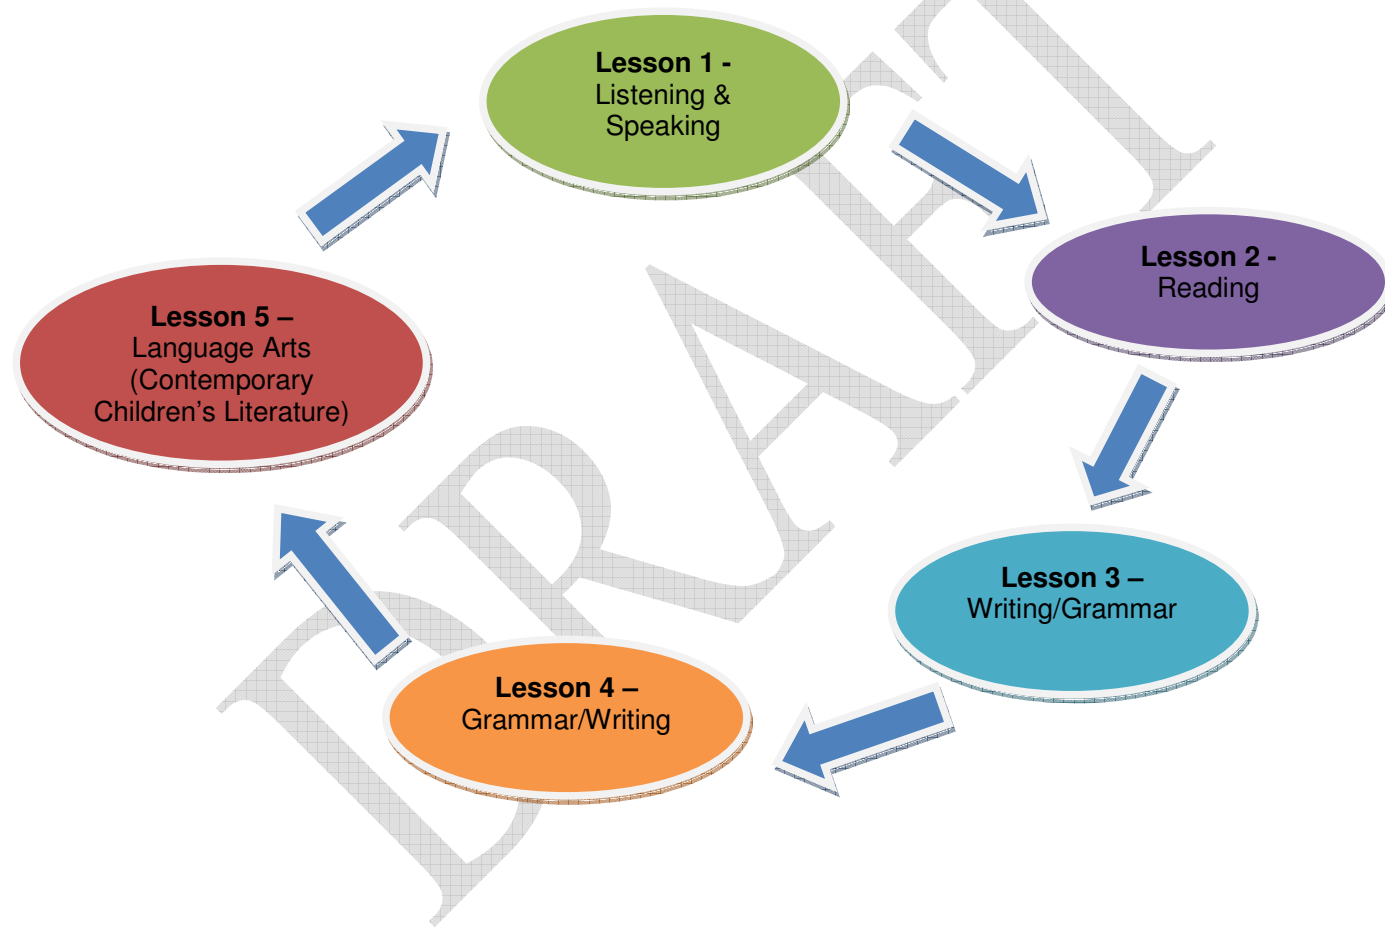 Lesson 1 -
Listening &
Speaking
Lesson 2 -
Reading
Lesson 3 –
Writing/Grammar
Lesson 4 –
Grammar/Writing
Lesson 5 –
Language Arts
(Contemporary
Children’s Literature)
DRAFT